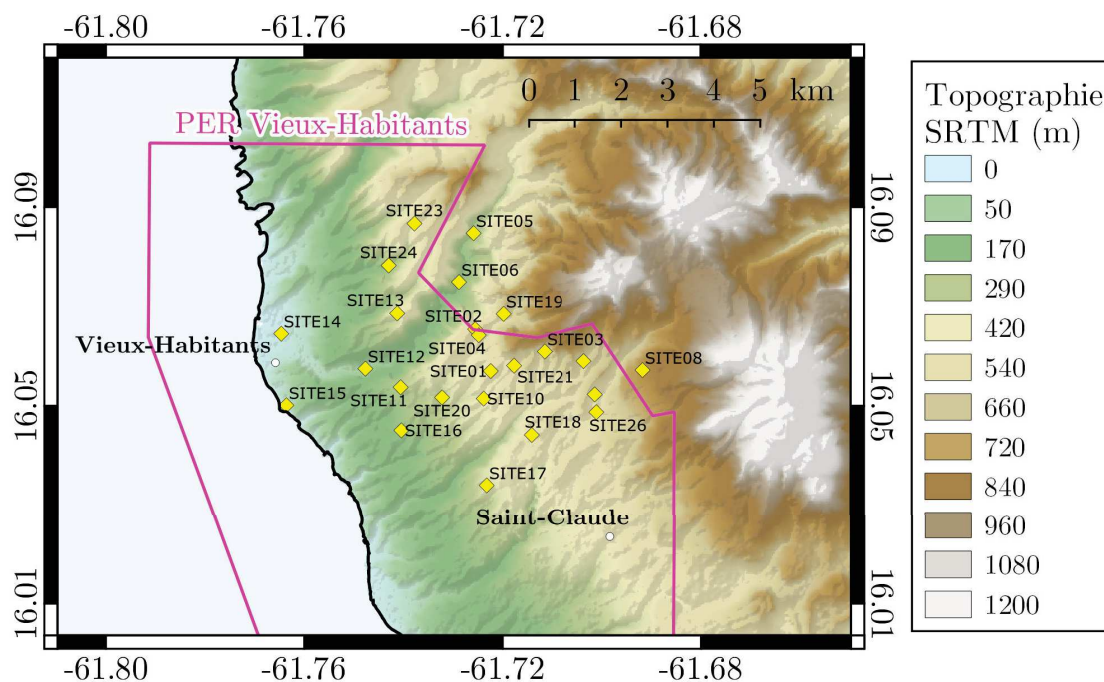 -61.80 -61.76 -61.72 -61.68
0 1 2 3 4 5 km
PER Vieux-Habitants
16.09
16.09
SITE23
SITE05
SITE24
SITE06
SITE13
SITE19
SITE02
SITE14
SITE03
Vieux-Habitants
SITE04
SITE12
SITE08
SITE01
SITE21
SITE15
SITE11
SITE10
16.05
16.05
SITE20
SITE18
SITE26
SITE16
SITE17
Saint-Claude
16.01
16.01
-61.80 -61.76 -61.72 -61.68
Topographie
SRTM (m)
0
50
170
290
420
540
660
720
840
960
1080
1200